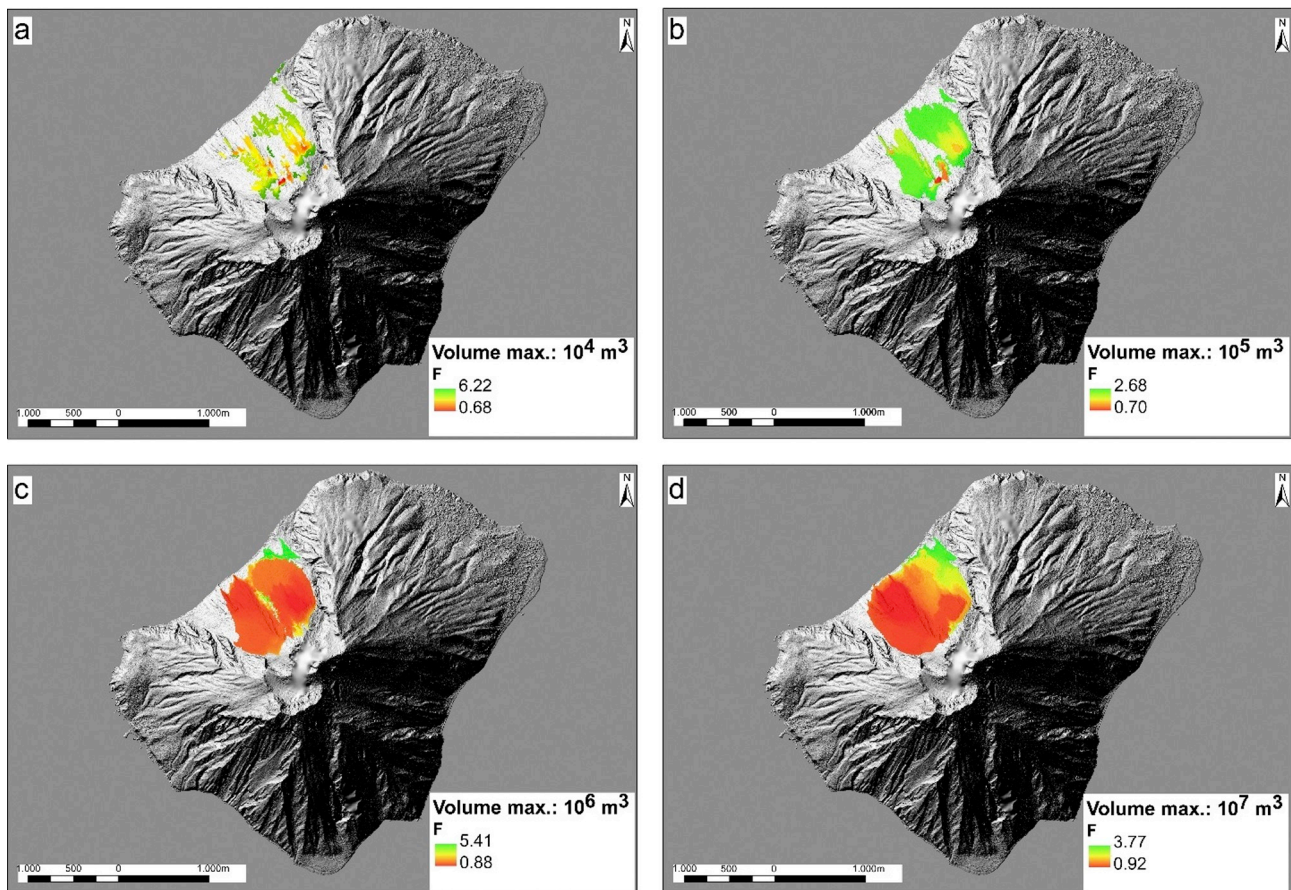 a
N
Volume max.: 10⁴ m³
F
6.22
0.68
1.000 500 0 1.000m
b
N
Volume max.: 10⁵ m³
F
2.68
0.70
1.000 500 0 1.000m
c
N
Volume max.: 10⁶ m³
F
5.41
0.88
1.000 500 0 1.000m
d
N
Volume max.: 10⁷ m³
F
3.77
0.92
1.000 500 0 1.000m